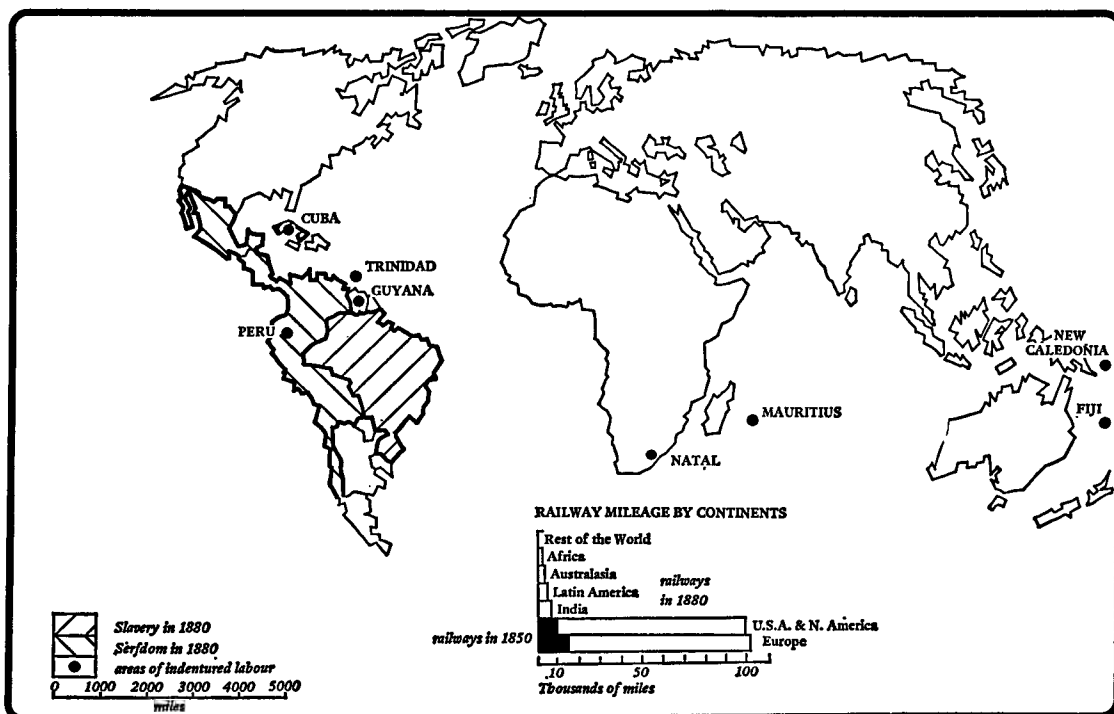 CUBA
TRINIDAD
GUYANA
PERU
NEW
CALEDONIA
MAURITIUS
FIJI
NATAL
RAILWAY MILEAGE BY CONTINENTS
Rest of the World
Africa
Australasia
railways
Latin America
in 1880
India
U.S.A. & N. America
railways in 1850
Europe
10 50 100
Thousands of miles
Slavery in 1880
Serfdom in 1880
areas of indentured labour
0 1000 2000 3000 4000 5000
miles